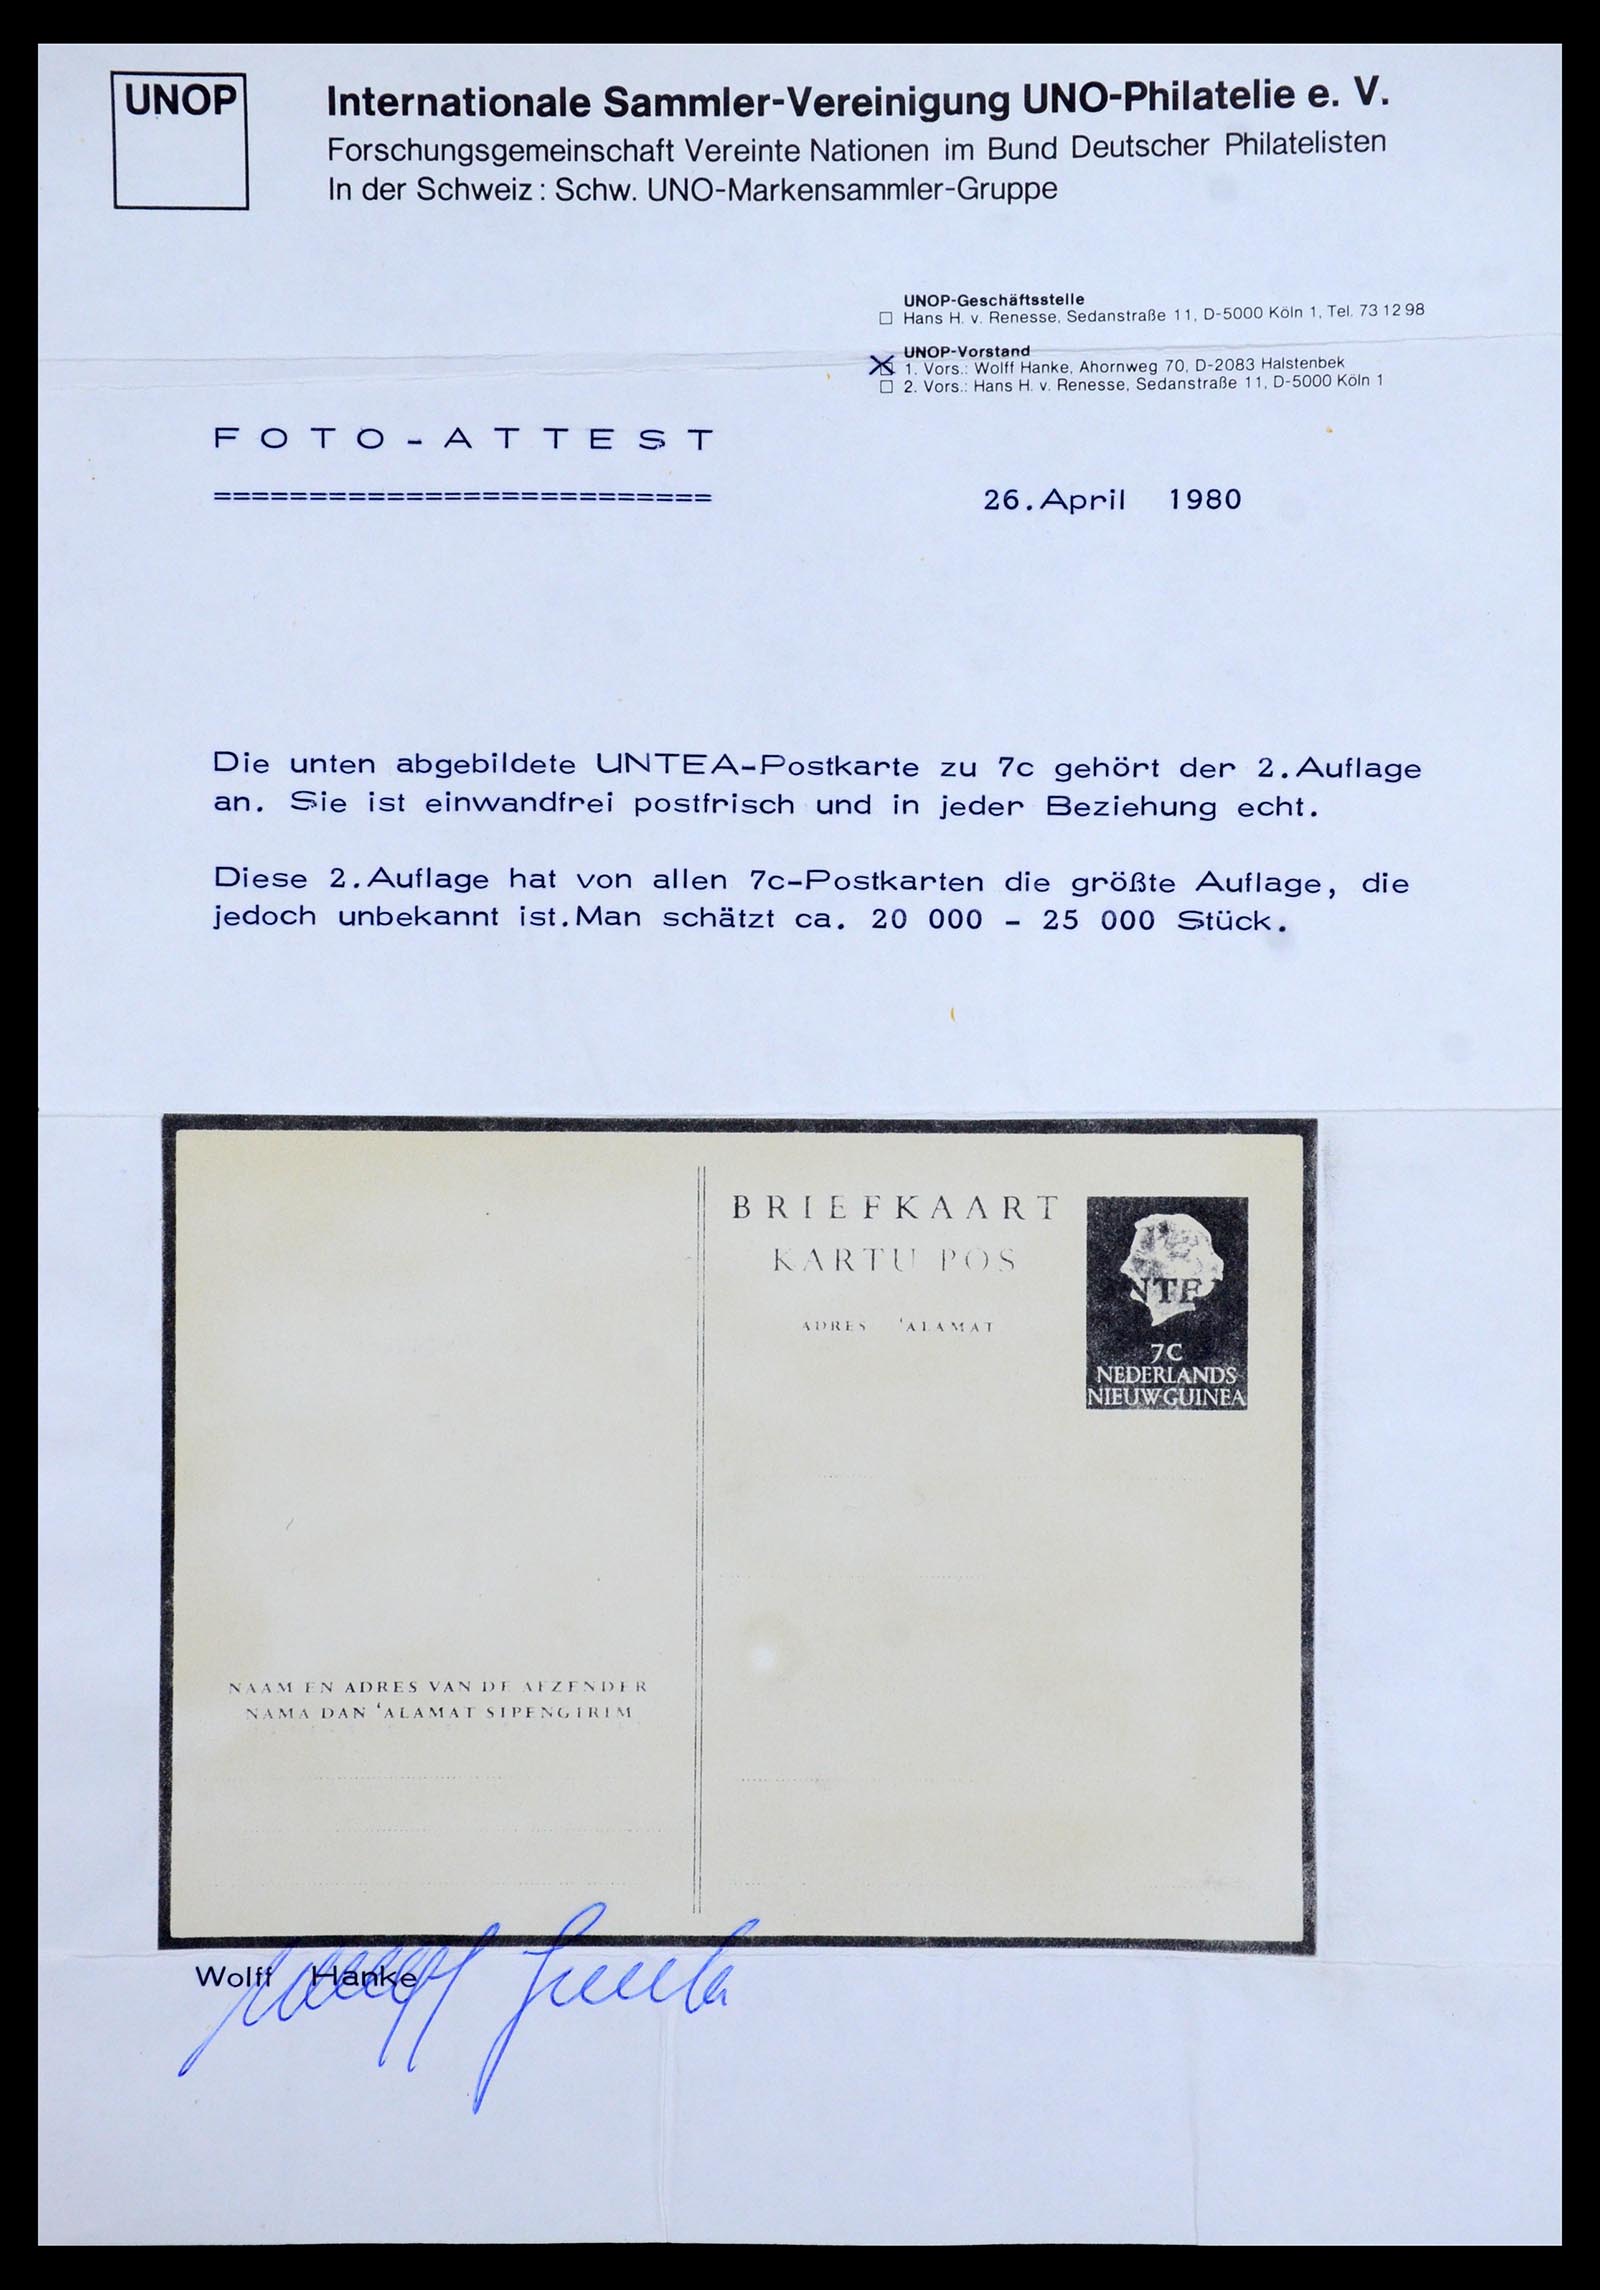 UNOP
Internationale Sammler-Vereinigung UNO-Philatelie e. V.
Forschungsgemeinschaft Vereinte Nationen im Bund Deutscher Philatelisten
In der Schweiz: Schw. UNO-Markensammler-Gruppe
UNOP-Geschäftsstelle
☐ Hans H. v. Renesse, Sedanstraße 11, D-5000 Köln 1, Tel. 73 12 98
UNOP-Vorstand
☒ 1. Vors.: Wolff Hanke, Ahornweg 70, D-2083 Halstenbek
☐ 2. Vors.: Hans H. v. Renesse, Sedanstraße 11, D-5000 Köln 1
FOTO-ATTEST
==========================
26.April 1980
Die unten abgebildete UNTEA-Postkarte zu 7c gehört der 2.Auflage
an. Sie ist einwandfrei postfrisch und in jeder Beziehung echt.
Diese 2.Auflage hat von allen 7c-Postkarten die größte Auflage, die
jedoch unbekannt ist.Man schätzt ca. 20 000 - 25 000 Stück.
BRIEFKAART
KARTU POS
ADRES 'ALAMAT
NTE
7C
NEDERLANDS
NIEUW-GUINEA
NAAM EN ADRES VAN DE AFZENDER
NAMA DAN 'ALAMAT SIPENGIRIM
Wolff Hanke